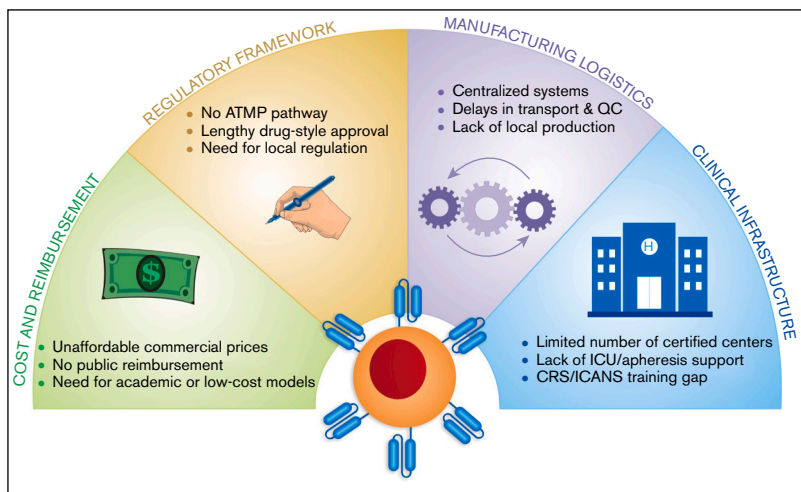 COST AND REIMBURSEMENT
$
Unaffordable commercial prices
No public reimbursement
Need for academic or low-cost models
REGULATORY FRAMEWORK
No ATMP pathway
Lengthy drug-style approval
Need for local regulation
MANUFACTURING LOGISTICS
Centralized systems
Delays in transport & QC
Lack of local production
CLINICAL INFRASTRUCTURE
H
Limited number of certified centers
Lack of ICU/apheresis support
CRS/ICANS training gap